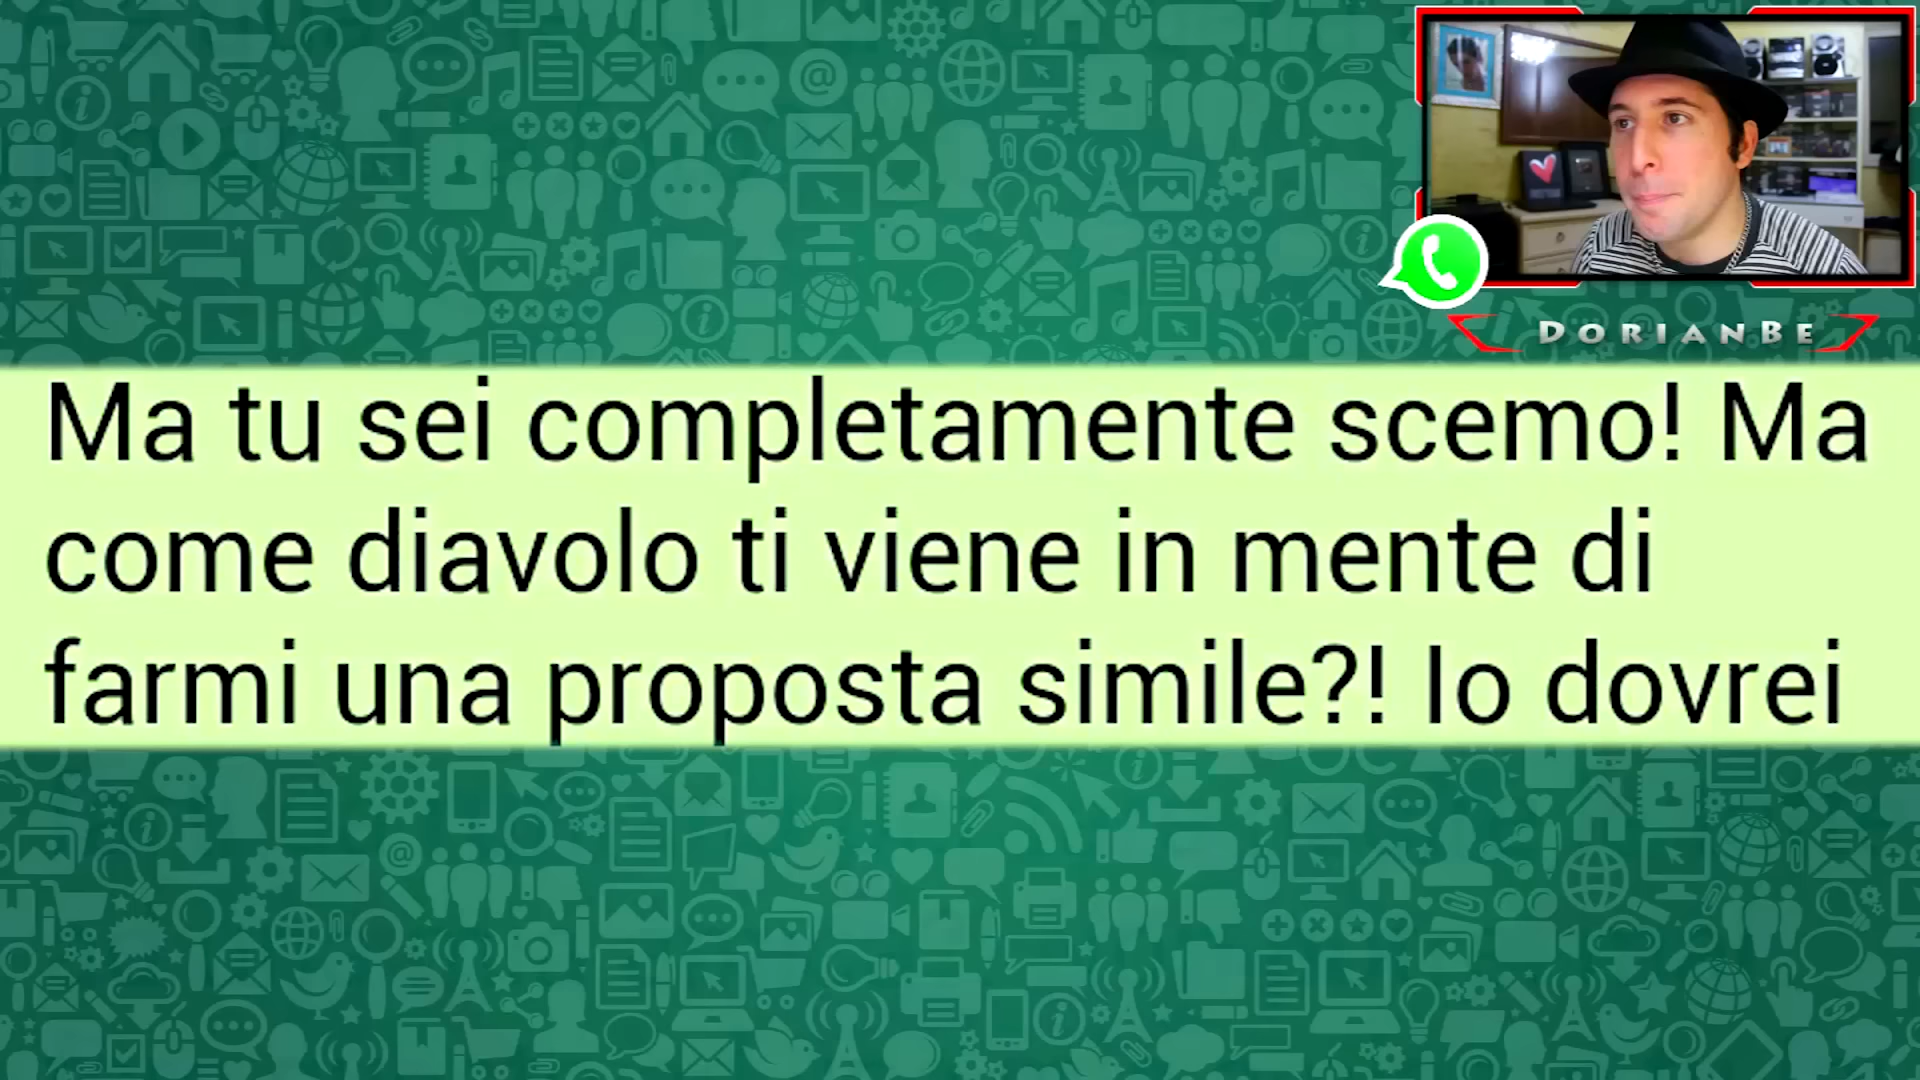 DorianBe
Ma tu sei completamente scemo! Ma
come diavolo ti viene in mente di
farmi una proposta simile?! Io dovrei